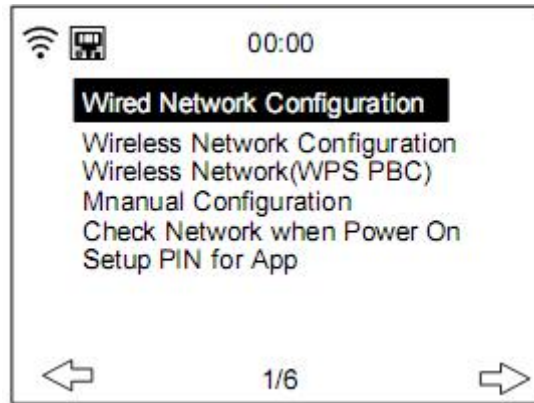 00:00
Wired Network Configuration
Wireless Network Configuration
Wireless Network(WPS PBC)
Mnanual Configuration
Check Network when Power On
Setup PIN for App
1/6